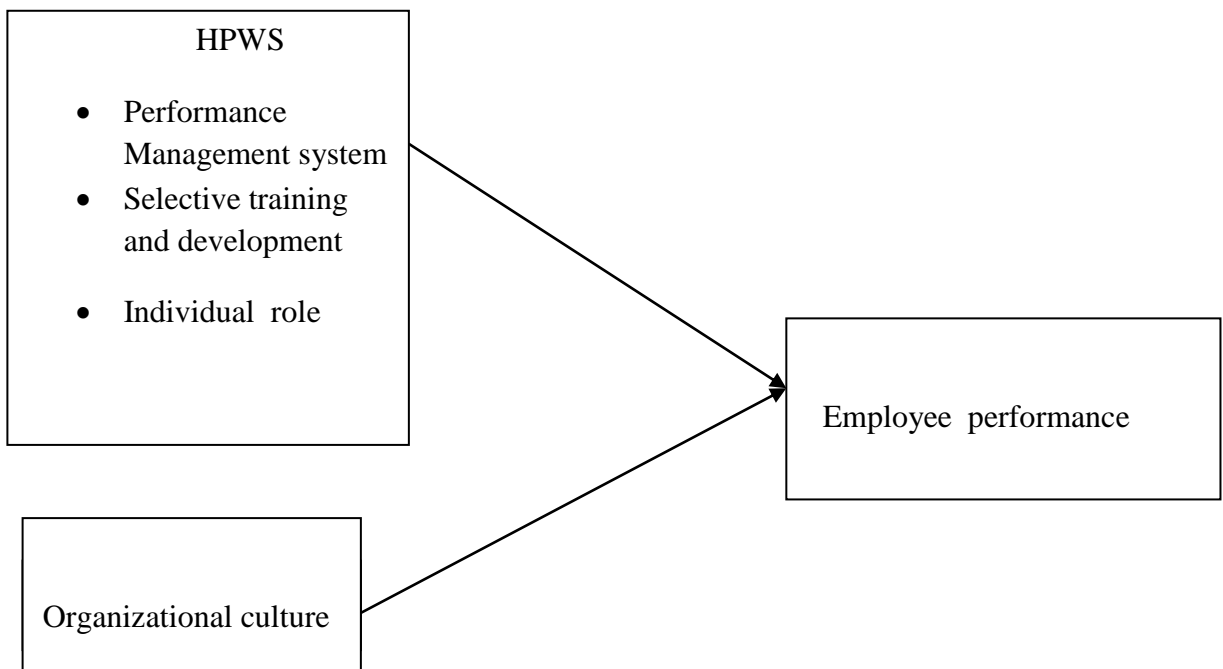 HPWS
• Performance
Management system
• Selective training
and development
• Individual role
Employee performance
Organizational culture